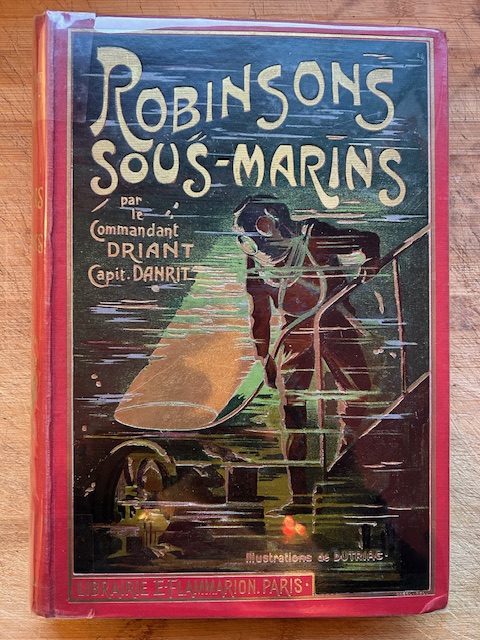 ROBINSONS
SOUS-MARINS
par
le
Commandant
DRIANT
Capit. DANRIT
Illustrations de DUTRIAC
LIBRAIRIE E. FLAMMARION. PARIS.